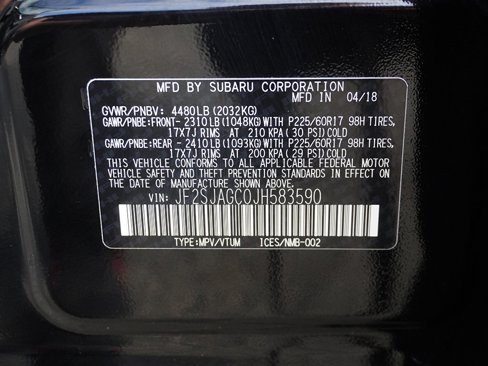 MFD BY SUBARU CORPORATION
GVWR/PNBV: 4480LB(2032KG) 04/18
GAWR/PNBE:FRONT-2310LB(1048KG)WITH P225/60R17 98H TIRES,
17X7J RIMS AT 210 KPA(30 PSI)COLD
GAWR/PNBE:REAR -2410LB(1093KG)WITH P225/60R17 98H TIRES,
17X7J RIMS AT 200 KPA(29 PSI)COLD
THIS VEHICLE CONFORMS TO ALL APPLICABLE FEDERAL MOTOR
VEHICLE SAFETY AND THEFT PREVENTION STANDARDS IN
EFFECT ON THE DATE OF MANUFACTURE SHOWN ABOVE.
VIN: JF2SJAGC0JH583590
TYPE:MPV/VTUM ICES/NMB-002